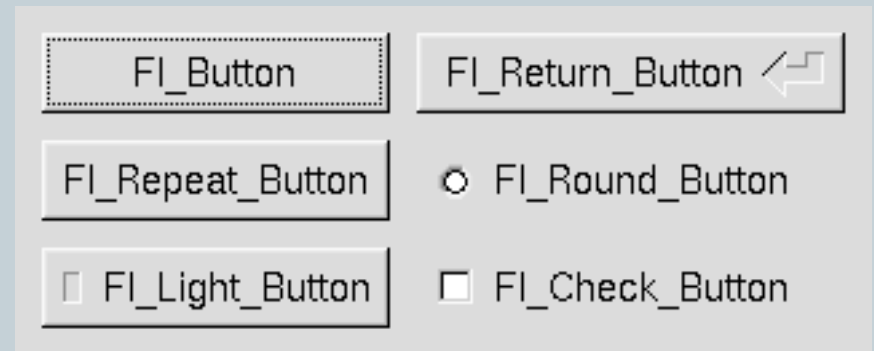 Fl_Button
Fl_Return_Button
Fl_Repeat_Button
Fl_Round_Button
Fl_Light_Button
Fl_Check_Button